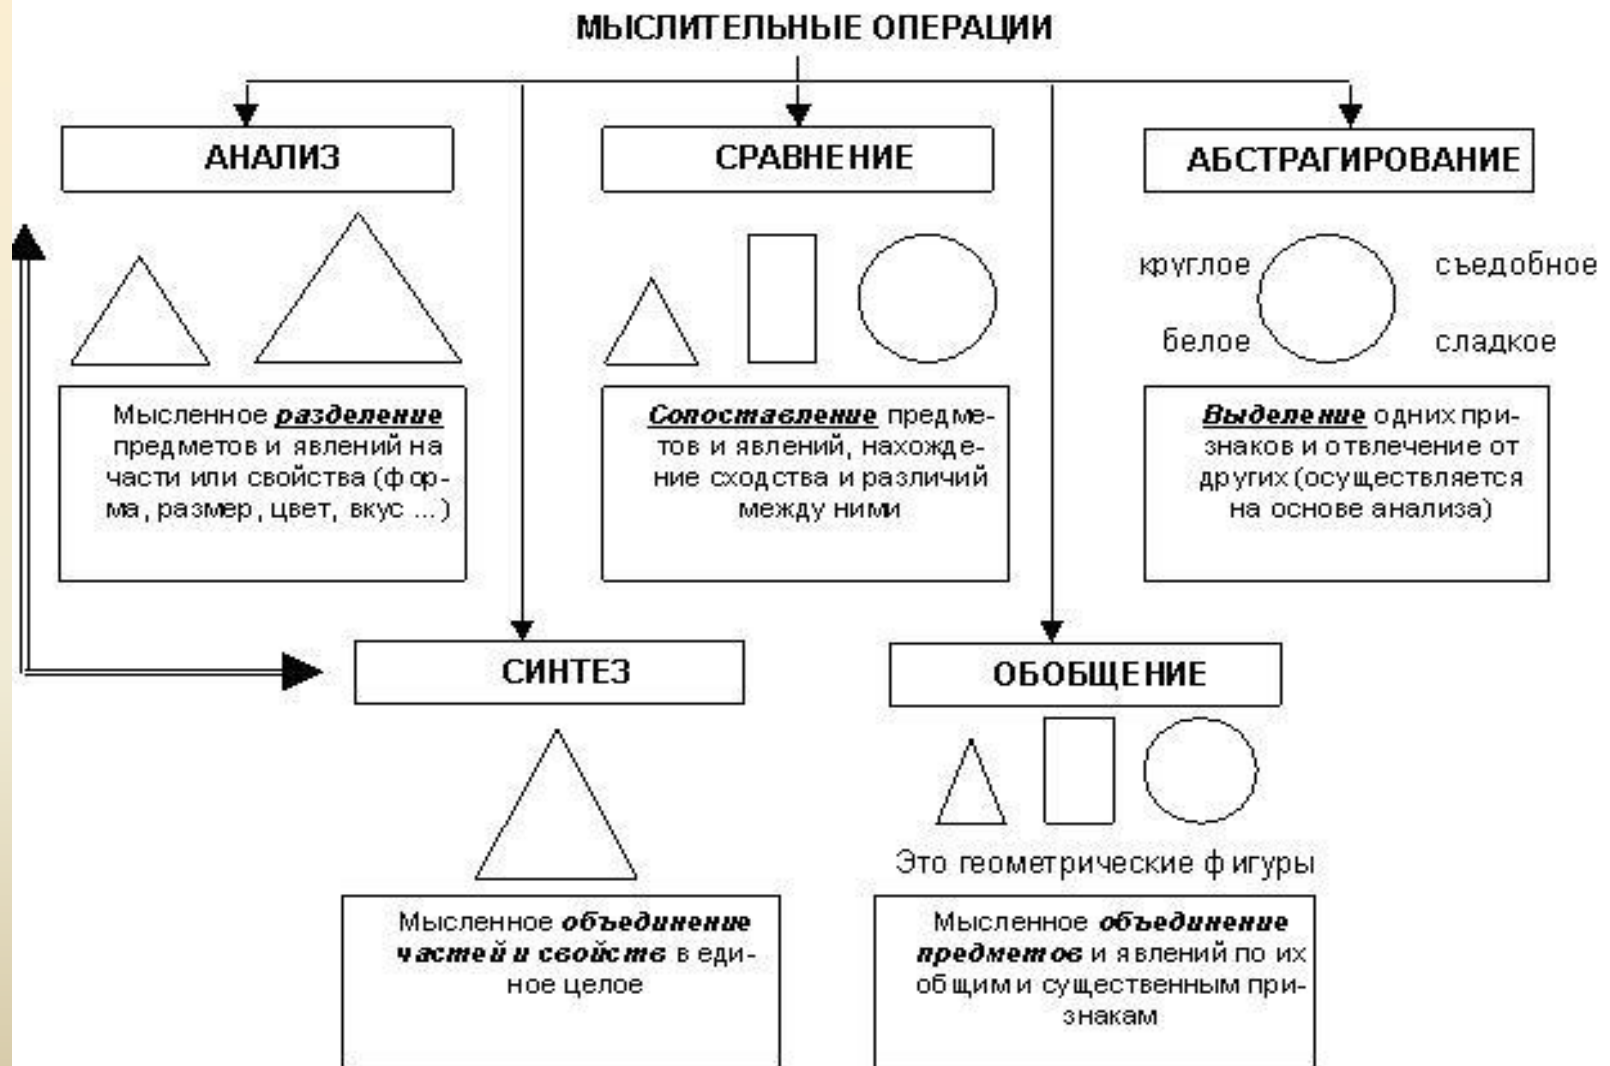 МЫСЛИТЕЛЬНЫЕ ОПЕРАЦИИ
АНАЛИЗ
СРАВНЕНИЕ
АБСТРАГИРОВАНИЕ
круглое
съедобное
белое
сладкое
Мысленное разделение
предметов и явлений на
части или свойства (фор-
ма, размер, цвет, вкус ...)
Сопоставление предме-
тов и явлений, нахожде-
ние сходства и различий
между ними
Выделение одних при-
знаков и отвлечение от
других (осуществляется
на основе анализа)
СИНТЕЗ
ОБОБЩЕНИЕ
Это геометрические фигуры
Мысленное объединение
частей и свойств в еди-
ное целое
Мысленное объединение
предметов и явлений по их
общим и существенным при-
знакам